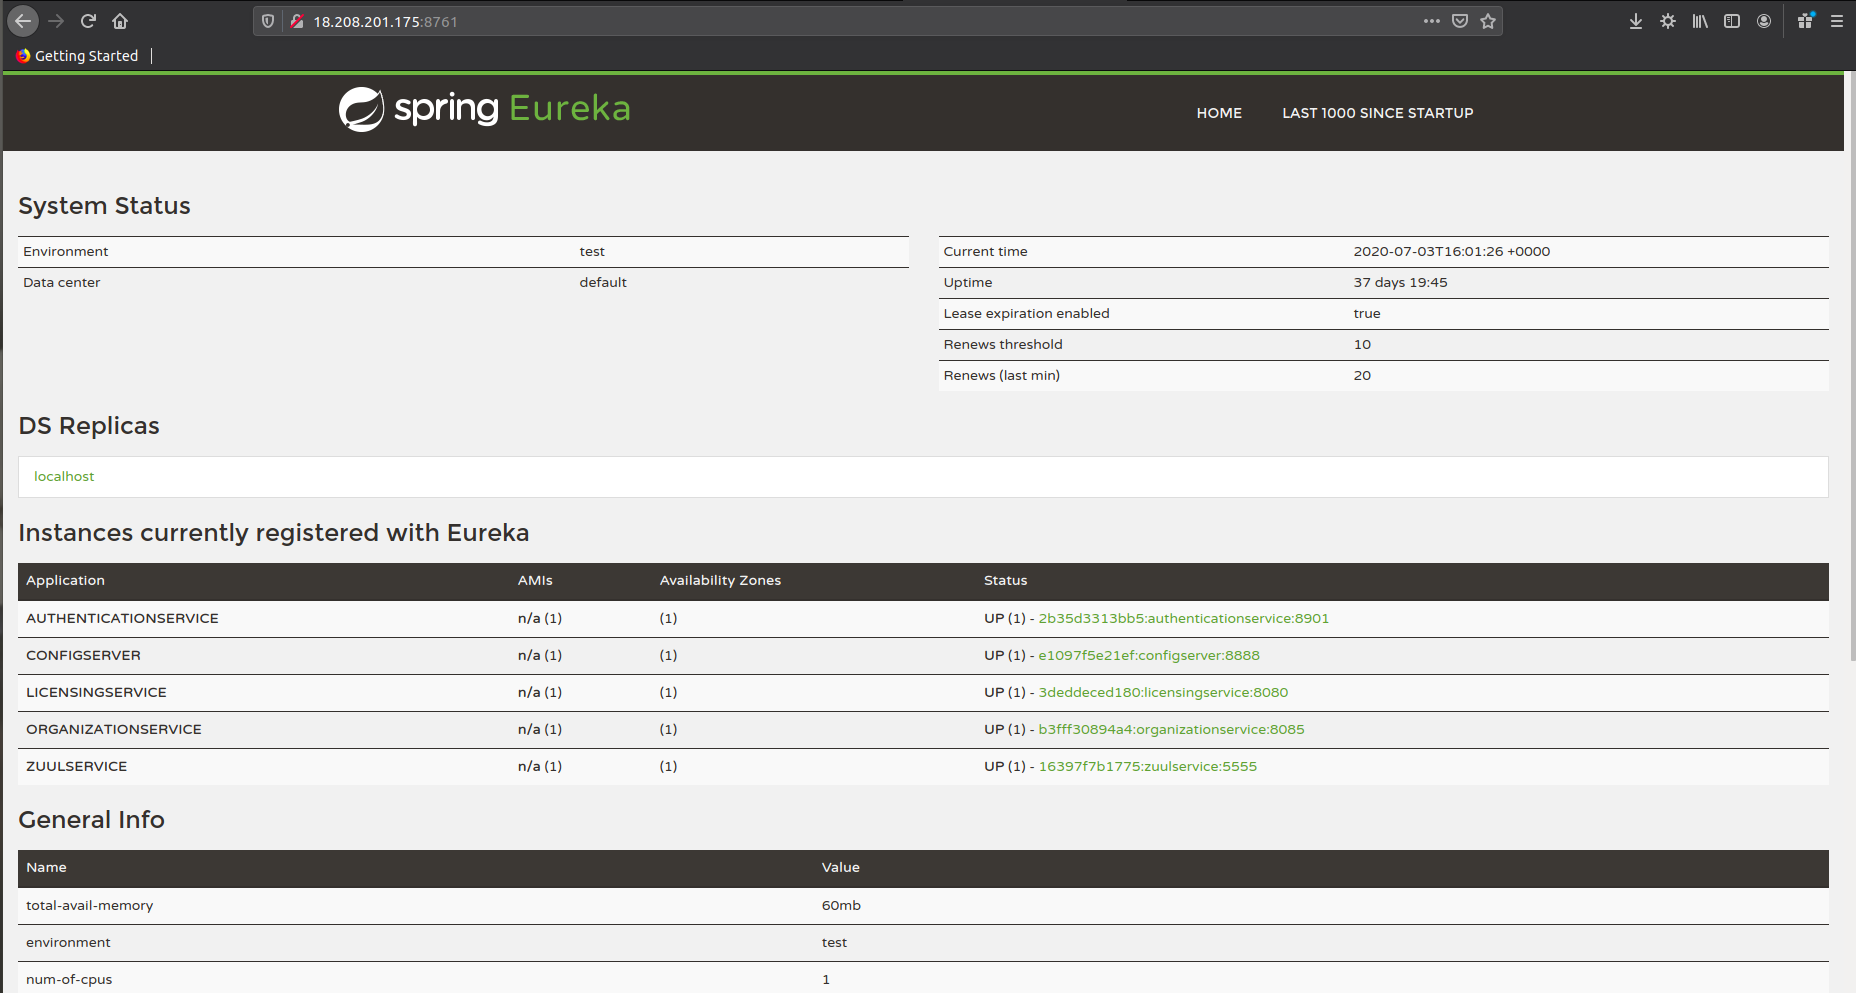 18.208.201.175:8761
Getting Started
spring Eureka
HOME LAST 1000 SINCE STARTUP
System Status
Environment test
Data center default
Current time 2020-07-03T16:01:26 +0000
Uptime 37 days 19:45
Lease expiration enabled true
Renews threshold 10
Renews (last min) 20
DS Replicas
localhost
Instances currently registered with Eureka
Application AMIs Availability Zones Status
AUTHENTICATIONSERVICE n/a (1) (1) UP (1) - 2b35d3313bb5:authenticationservice:8901
CONFIGSERVER n/a (1) (1) UP (1) - e1097f5e21ef:configserver:8888
LICENSINGSERVICE n/a (1) (1) UP (1) - 3deddeced180:licensingservice:8080
ORGANIZATIONSERVICE n/a (1) (1) UP (1) - b3fff30894a4:organizationservice:8085
ZUULSERVICE n/a (1) (1) UP (1) - 16397f7b1775:zuulservice:5555
General Info
Name Value
total-avail-memory 60mb
environment test
num-of-cpus 1